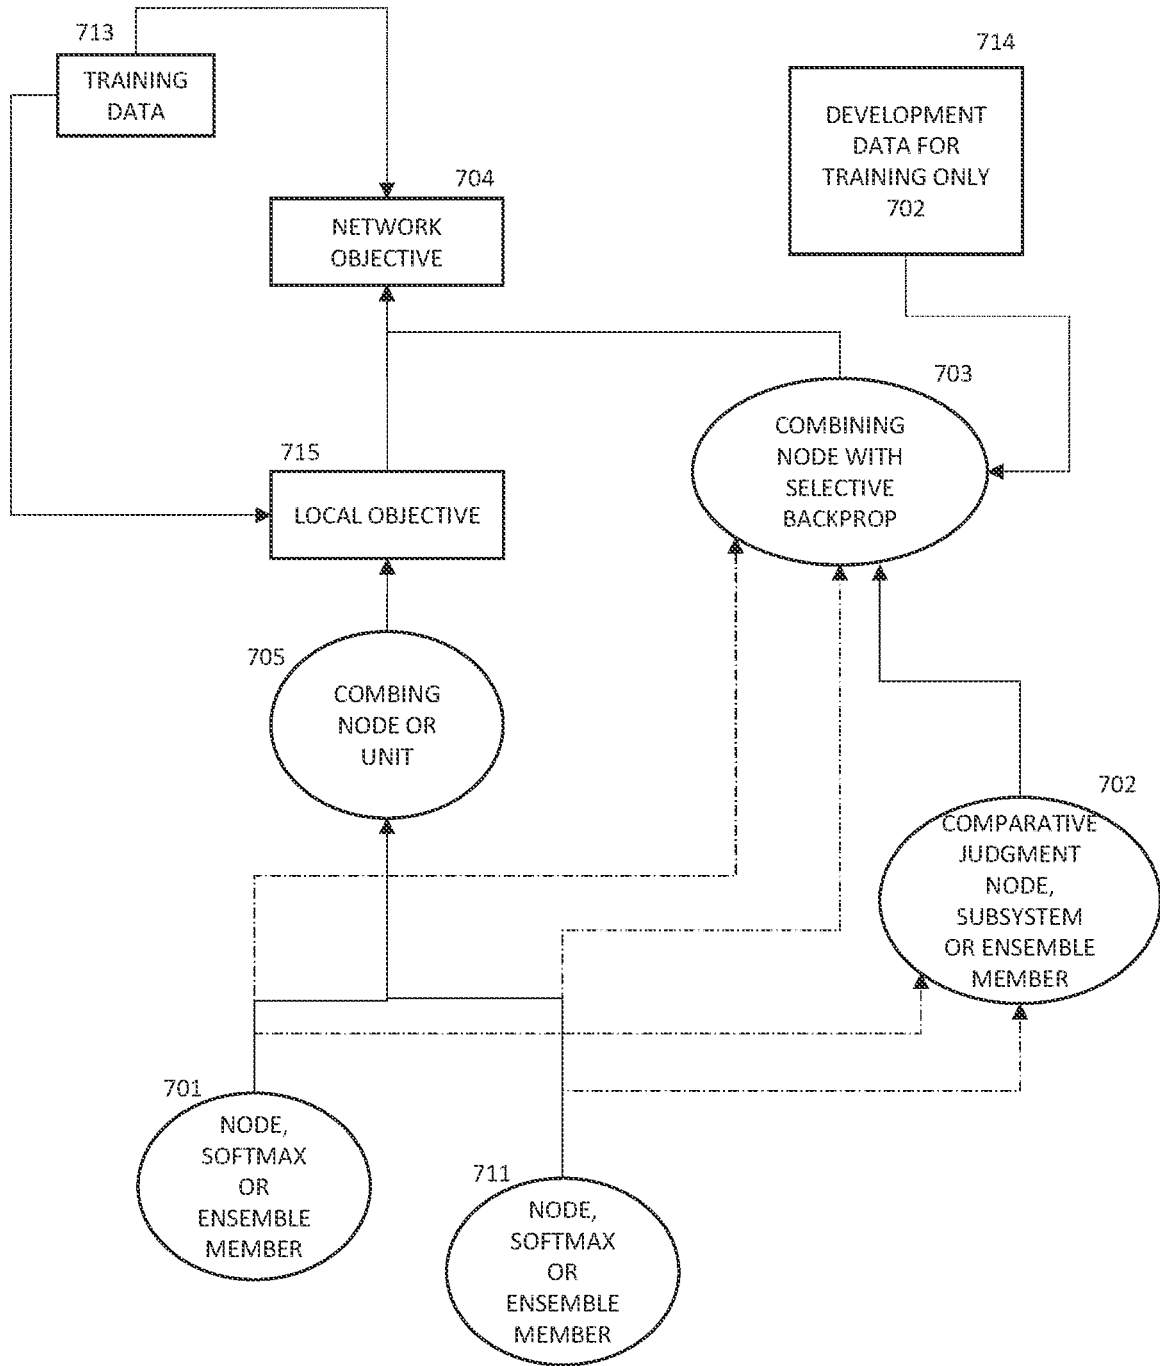 713
TRAINING
DATA
714
DEVELOPMENT
DATA FOR
TRAINING ONLY
702
704
NETWORK
OBJECTIVE
703
COMBINING
NODE WITH
SELECTIVE
BACKPROP
715
LOCAL OBJECTIVE
705
COMBING
NODE OR
UNIT
702
COMPARATIVE
JUDGMENT
NODE,
SUBSYSTEM
OR ENSEMBLE
MEMBER
701
NODE,
SOFTMAX
OR
ENSEMBLE
MEMBER
711
NODE,
SOFTMAX
OR
ENSEMBLE
MEMBER